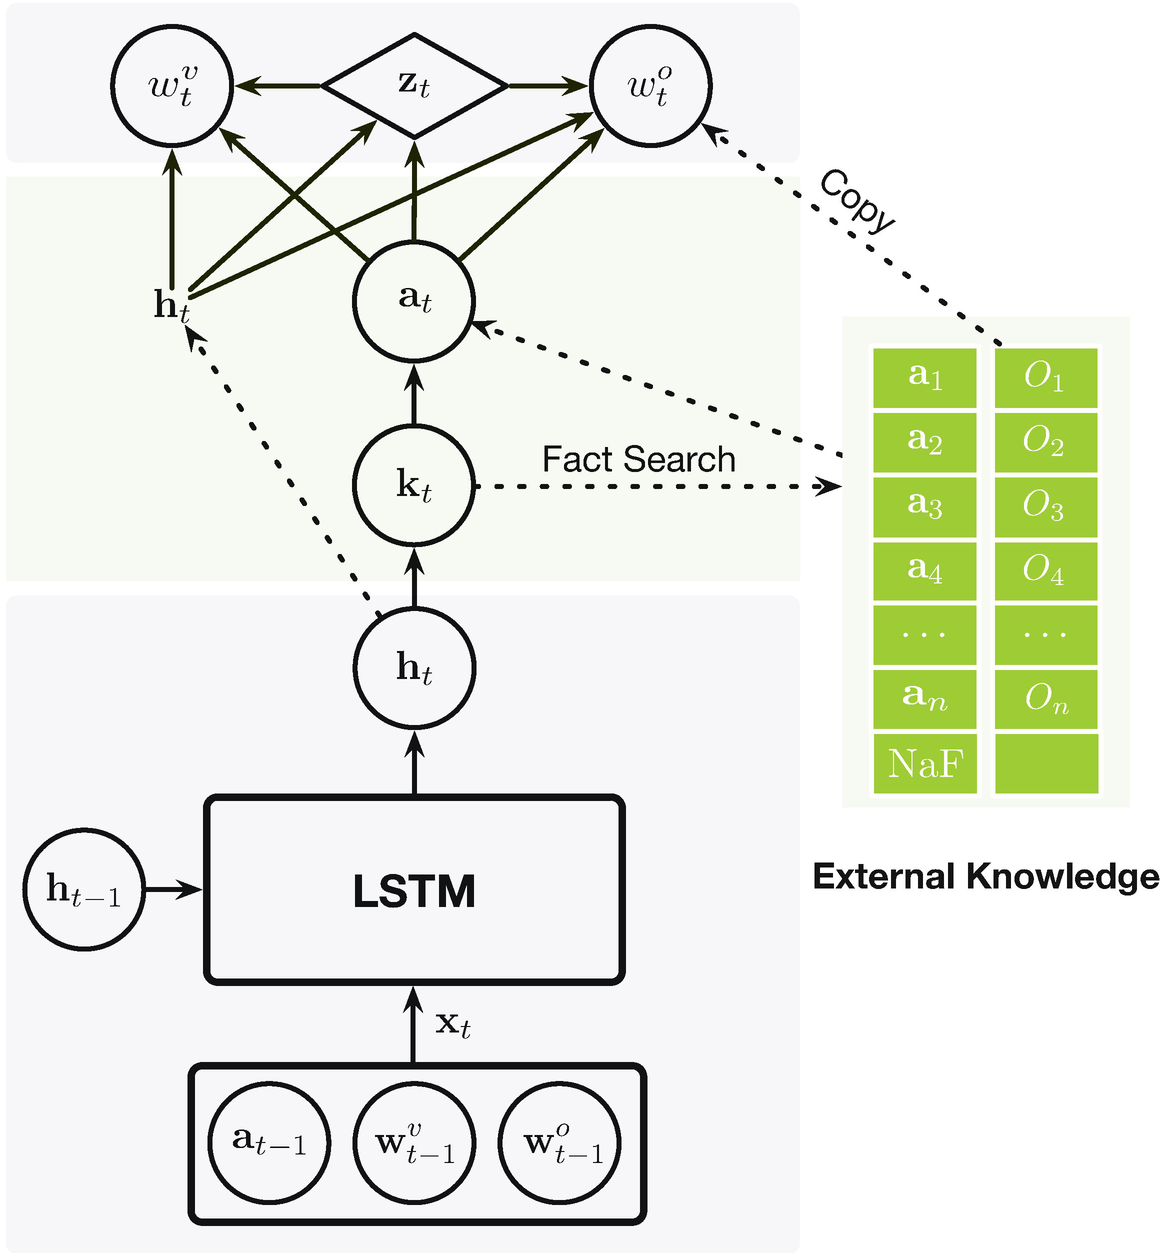 w_t^v z_t w_t^o
Copy
h_t a_t
a_1 O_1
a_2 O_2
Fact Search
k_t
a_3 O_3
a_4 O_4
... ...
h_t
a_n O_n
NaF
h_{t-1} LSTM
External Knowledge
x_t
a_{t-1} w_{t-1}^v w_{t-1}^o